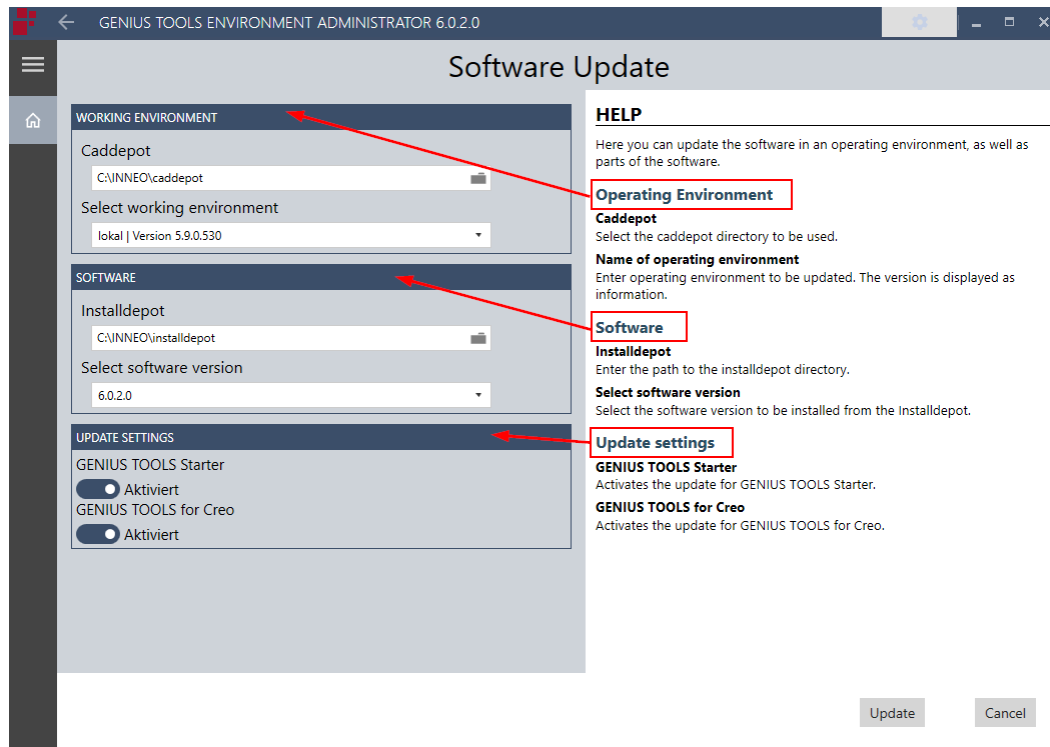 GENIUS TOOLS ENVIRONMENT ADMINISTRATOR 6.0.2.0
Software Update
WORKING ENVIRONMENT
Caddepot
C:\INNEO\caddepot
Select working environment
lokal | Version 5.9.0.530
SOFTWARE
Installdepot
C:\INNEO\installdepot
Select software version
6.0.2.0
UPDATE SETTINGS
GENIUS TOOLS Starter
Aktiviert
GENIUS TOOLS for Creo
Aktiviert
HELP
Here you can update the software in an operating environment, as well as
parts of the software.
Operating Environment
Caddepot
Select the caddepot directory to be used.
Name of operating environment
Enter operating environment to be updated. The version is displayed as
information.
Software
Installdepot
Enter the path to the installdepot directory.
Select software version
Select the software version to be installed from the Installdepot.
Update settings
GENIUS TOOLS Starter
Activates the update for GENIUS TOOLS Starter.
GENIUS TOOLS for Creo
Activates the update for GENIUS TOOLS for Creo.
Update
Cancel